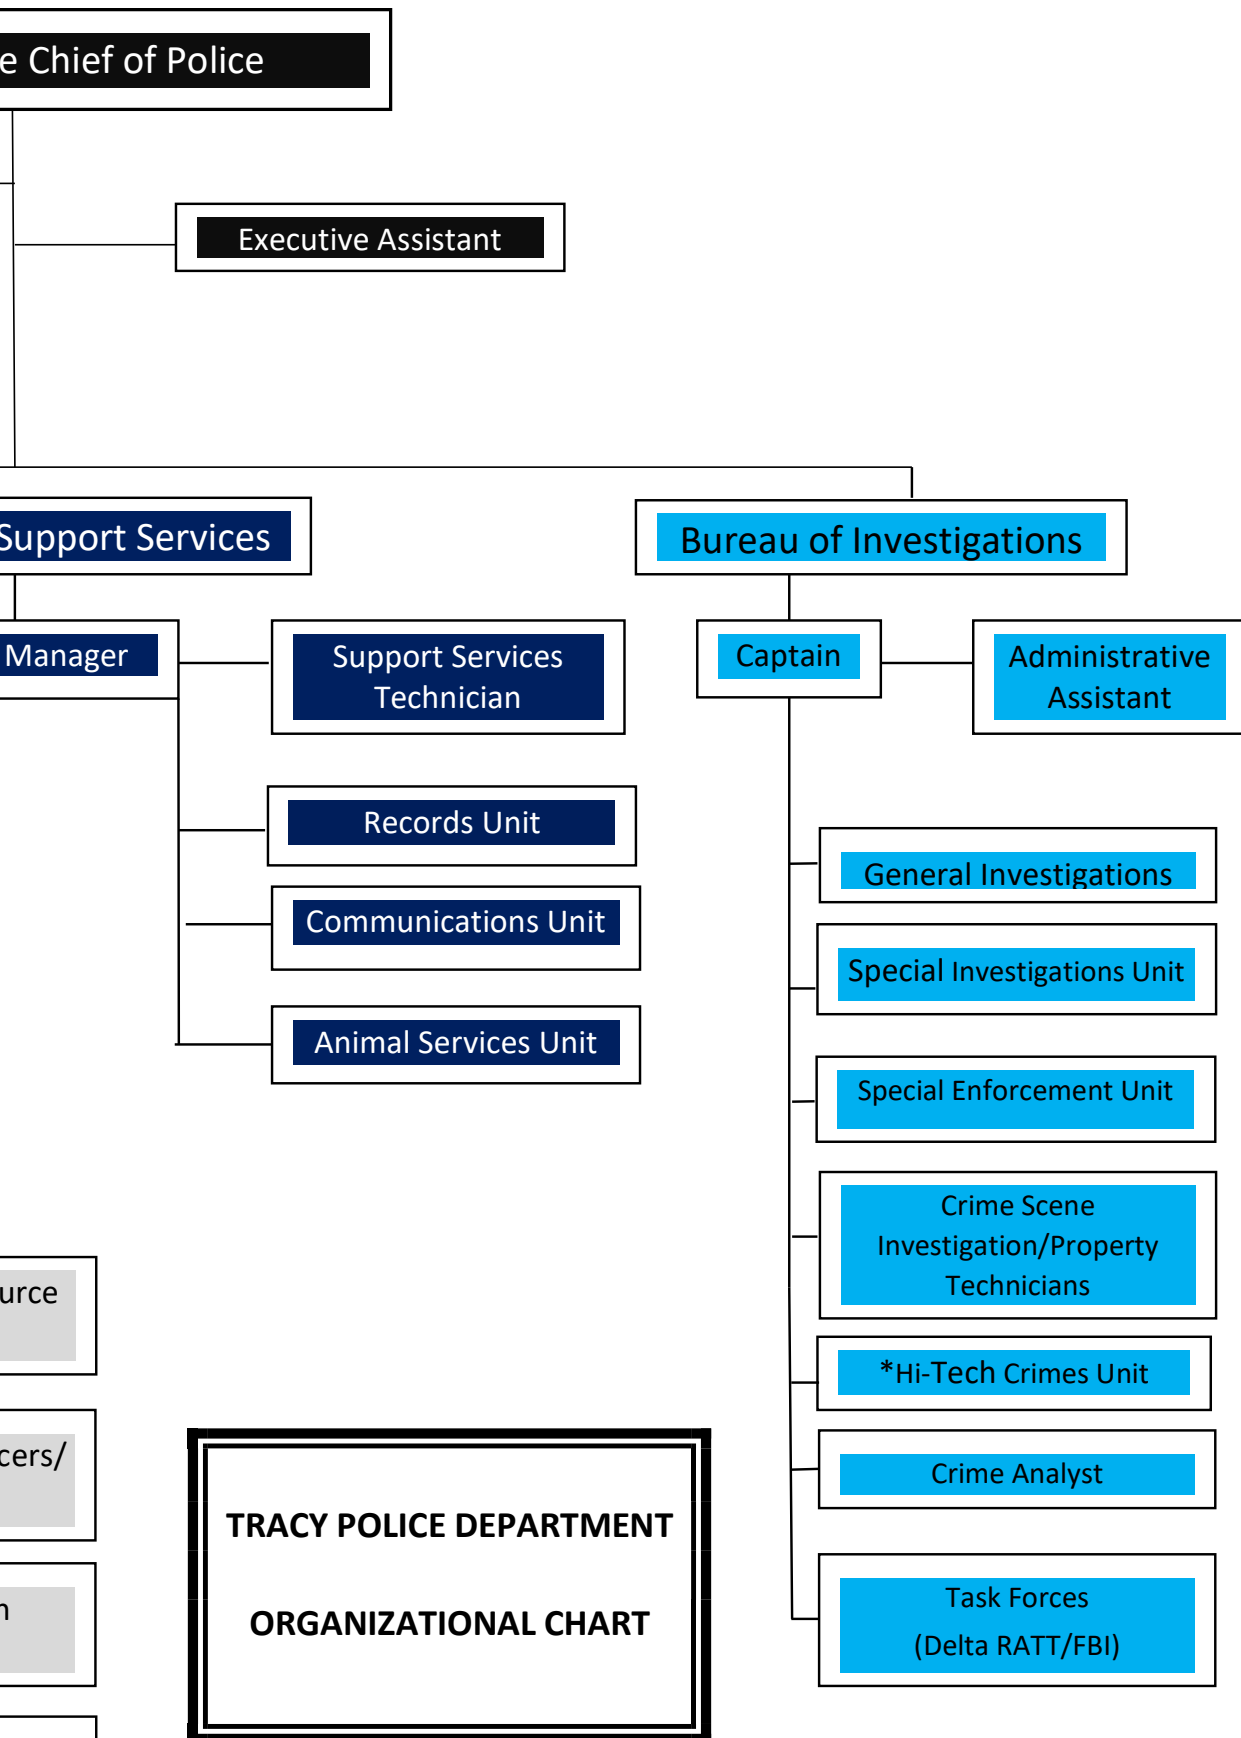 e Chief of Police
Executive Assistant
Support Services
Bureau of Investigations
Manager
Support Services
Technician
Captain
Administrative
Assistant
Records Unit
Communications Unit
Animal Services Unit
General Investigations
Special Investigations Unit
Special Enforcement Unit
Crime Scene
Investigation/Property
Technicians
*Hi-Tech Crimes Unit
Crime Analyst
Task Forces
(Delta RATT/FBI)
urce
cers/
TRACY POLICE DEPARTMENT
ORGANIZATIONAL CHART